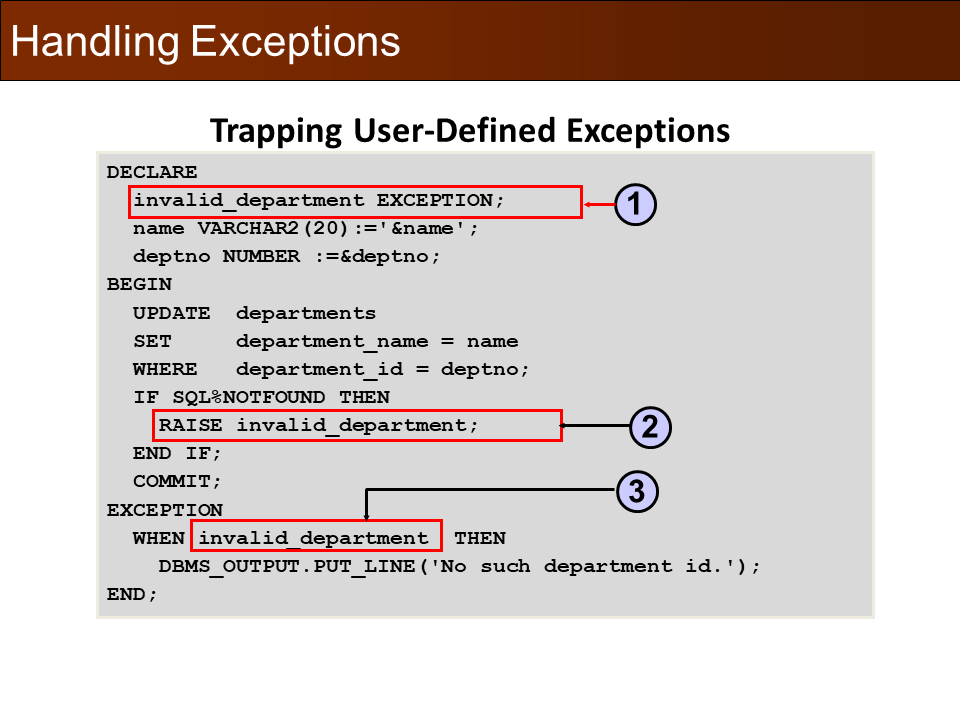 Handling Exceptions
Trapping User-Defined Exceptions
DECLARE
invalid_department EXCEPTION;
1
name VARCHAR2(20):='&name';
deptno NUMBER :=&deptno;
BEGIN
UPDATE  departments
SET     department_name = name
WHERE   department_id = deptno;
IF SQL%NOTFOUND THEN
RAISE invalid_department;
2
END IF;
COMMIT;
3
EXCEPTION
WHEN invalid_department  THEN
DBMS_OUTPUT.PUT_LINE('No such department id.');
END;